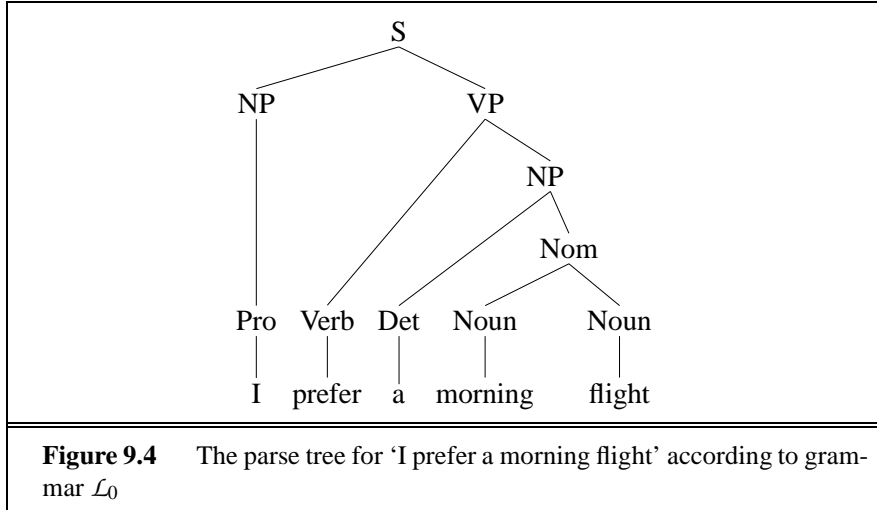 S
NP VP
NP
Nom
Pro Verb Det Noun Noun
I prefer a morning flight
Figure 9.4 The parse tree for ‘I prefer a morning flight’ according to gram-
mar ℒ0